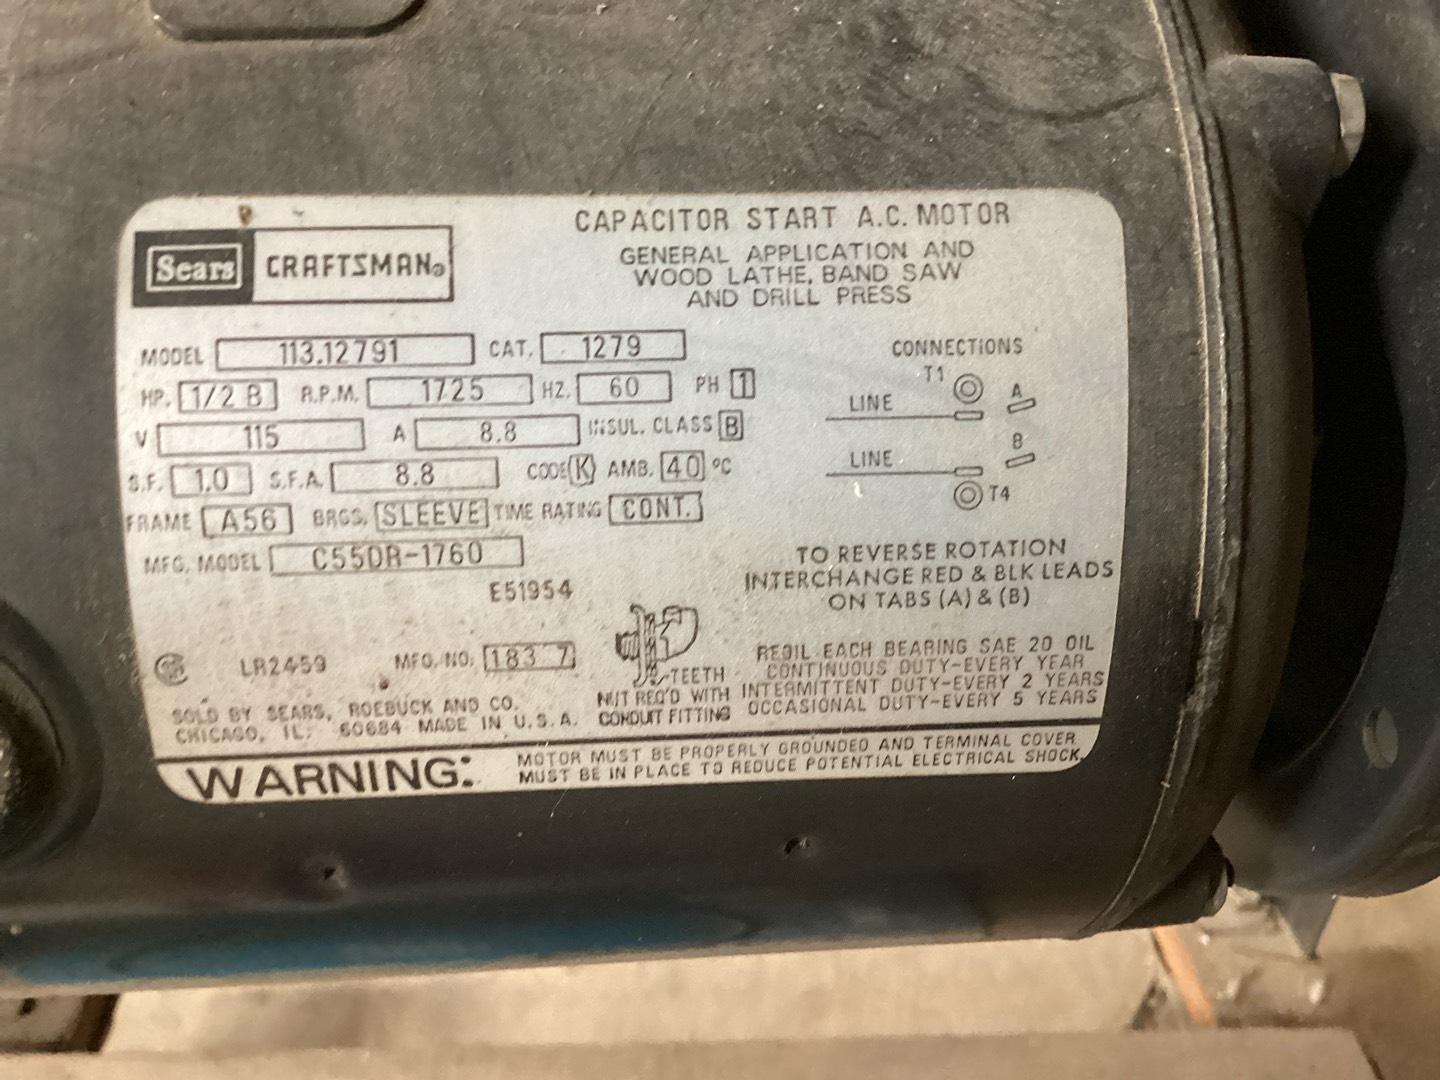 Sears CRAFTSMAN®
CAPACITOR START A.C. MOTOR
GENERAL APPLICATION AND
WOOD LATHE, BAND SAW
AND DRILL PRESS
MODEL 113.12791 CAT. 1279
HP. 1/2 B R.P.M. 1725 HZ. 60 PH 1
V 115 A 8.8 INSUL. CLASS B
S.F. 1.0 S.F.A. 8.8 CODE K AMB. 40 °C
FRAME A56 BRGS. SLEEVE TIME RATING CONT.
MFG. MODEL C55DR-1760
E51954
LR2459 MFG. NO. 183 7
SOLD BY SEARS, ROEBUCK AND CO.
CHICAGO, IL. 60684 MADE IN U.S.A.
TEETH
NUT REQ'D WITH
CONDUIT FITTING
CONNECTIONS
T1
A
LINE
B
LINE
T4
TO REVERSE ROTATION
INTERCHANGE RED & BLK LEADS
ON TABS (A) & (B)
REOIL EACH BEARING SAE 20 OIL
CONTINUOUS DUTY-EVERY YEAR
INTERMITTENT DUTY-EVERY 2 YEARS
OCCASIONAL DUTY-EVERY 5 YEARS
WARNING: MOTOR MUST BE PROPERLY GROUNDED AND TERMINAL COVER
MUST BE IN PLACE TO REDUCE POTENTIAL ELECTRICAL SHOCK.